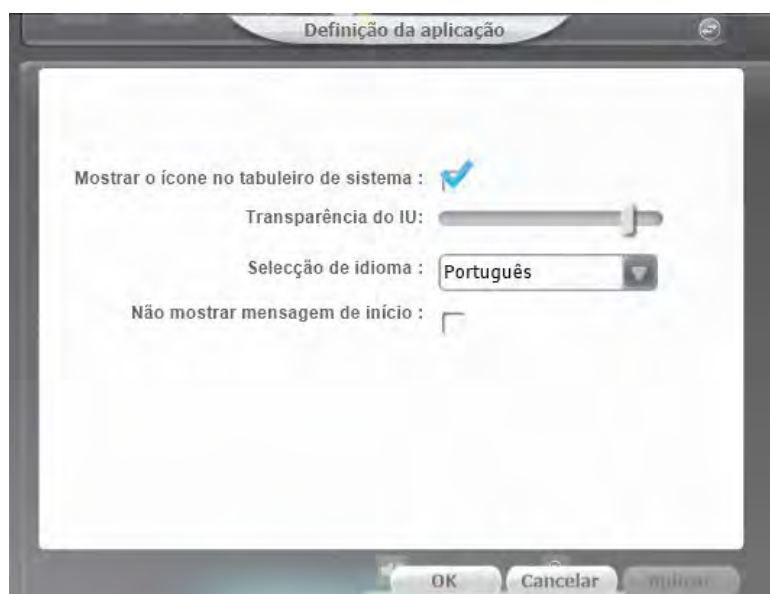 Definição da aplicação
Mostrar o ícone no tabuleiro de sistema :
Transparência do IU:
Selecção de idioma :
Português
Não mostrar mensagem de início :
OK
Cancelar
Aplicar